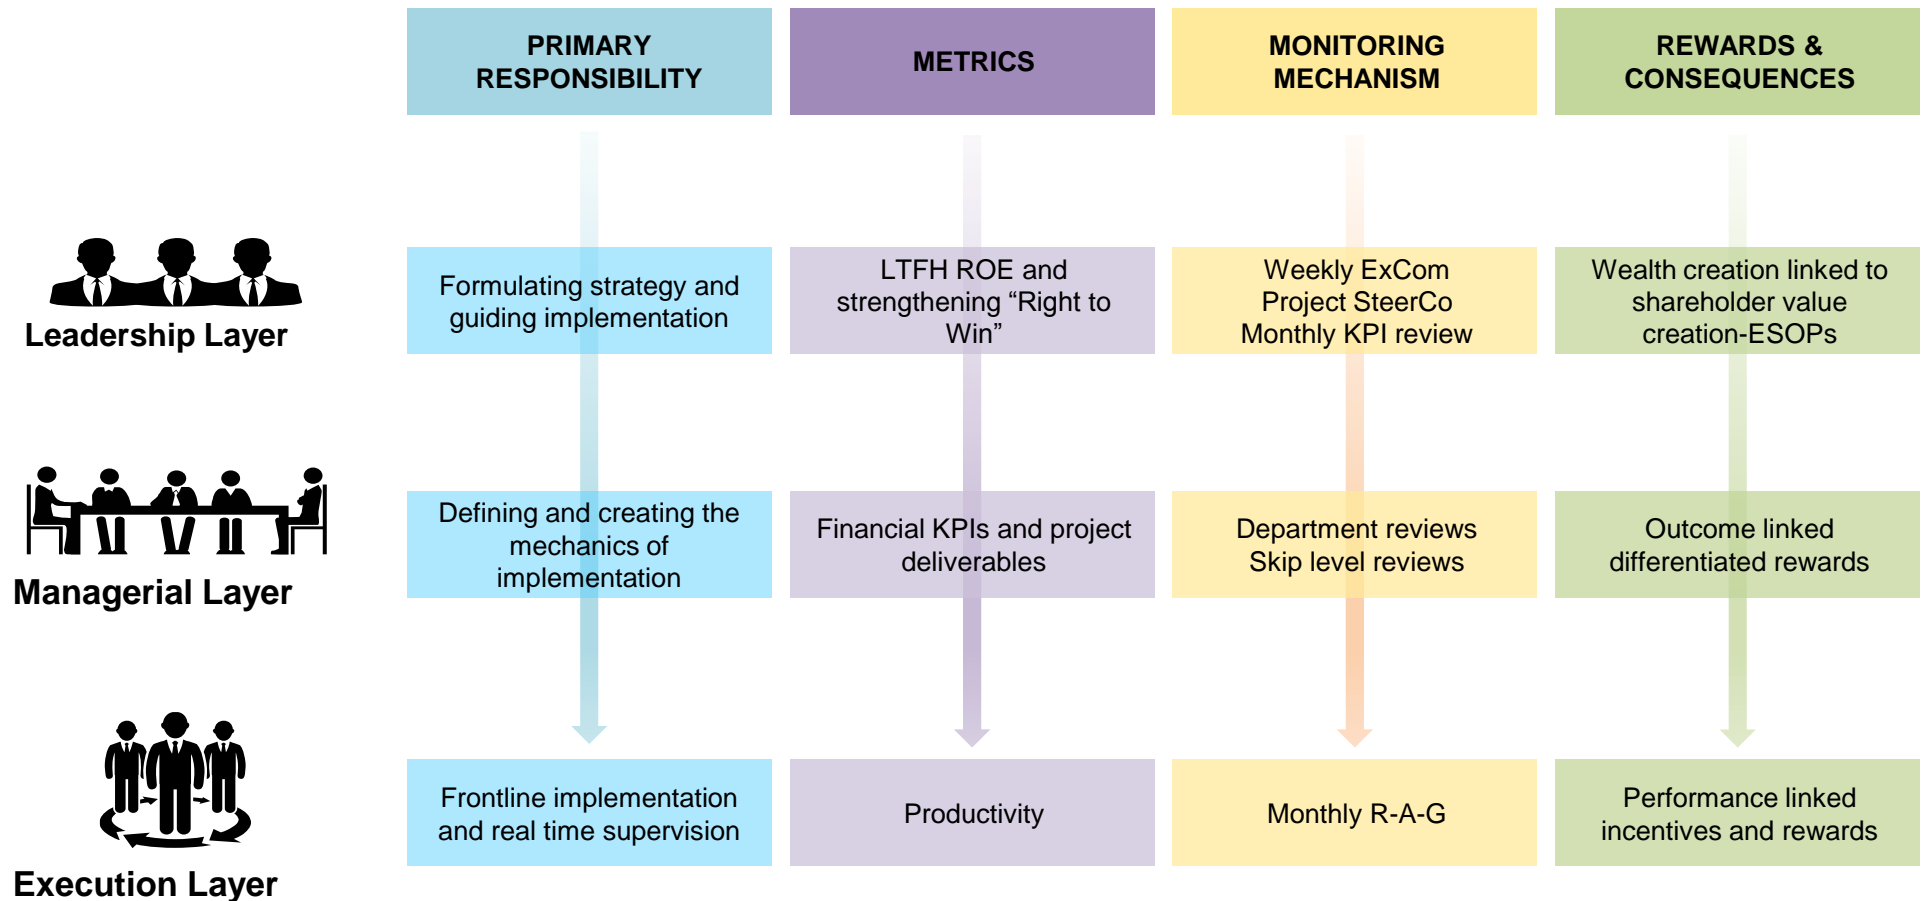 PRIMARY
RESPONSIBILITY
METRICS
MONITORING
MECHANISM
REWARDS &
CONSEQUENCES
Leadership Layer
Formulating strategy and
guiding implementation
LTFH ROE and
strengthening “Right to
Win”
Weekly ExCom
Project SteerCo
Monthly KPI review
Wealth creation linked to
shareholder value
creation-ESOPs
Managerial Layer
Defining and creating the
mechanics of
implementation
Financial KPIs and project
deliverables
Department reviews
Skip level reviews
Outcome linked
differentiated rewards
Execution Layer
Frontline implementation
and real time supervision
Productivity
Monthly R-A-G
Performance linked
incentives and rewards